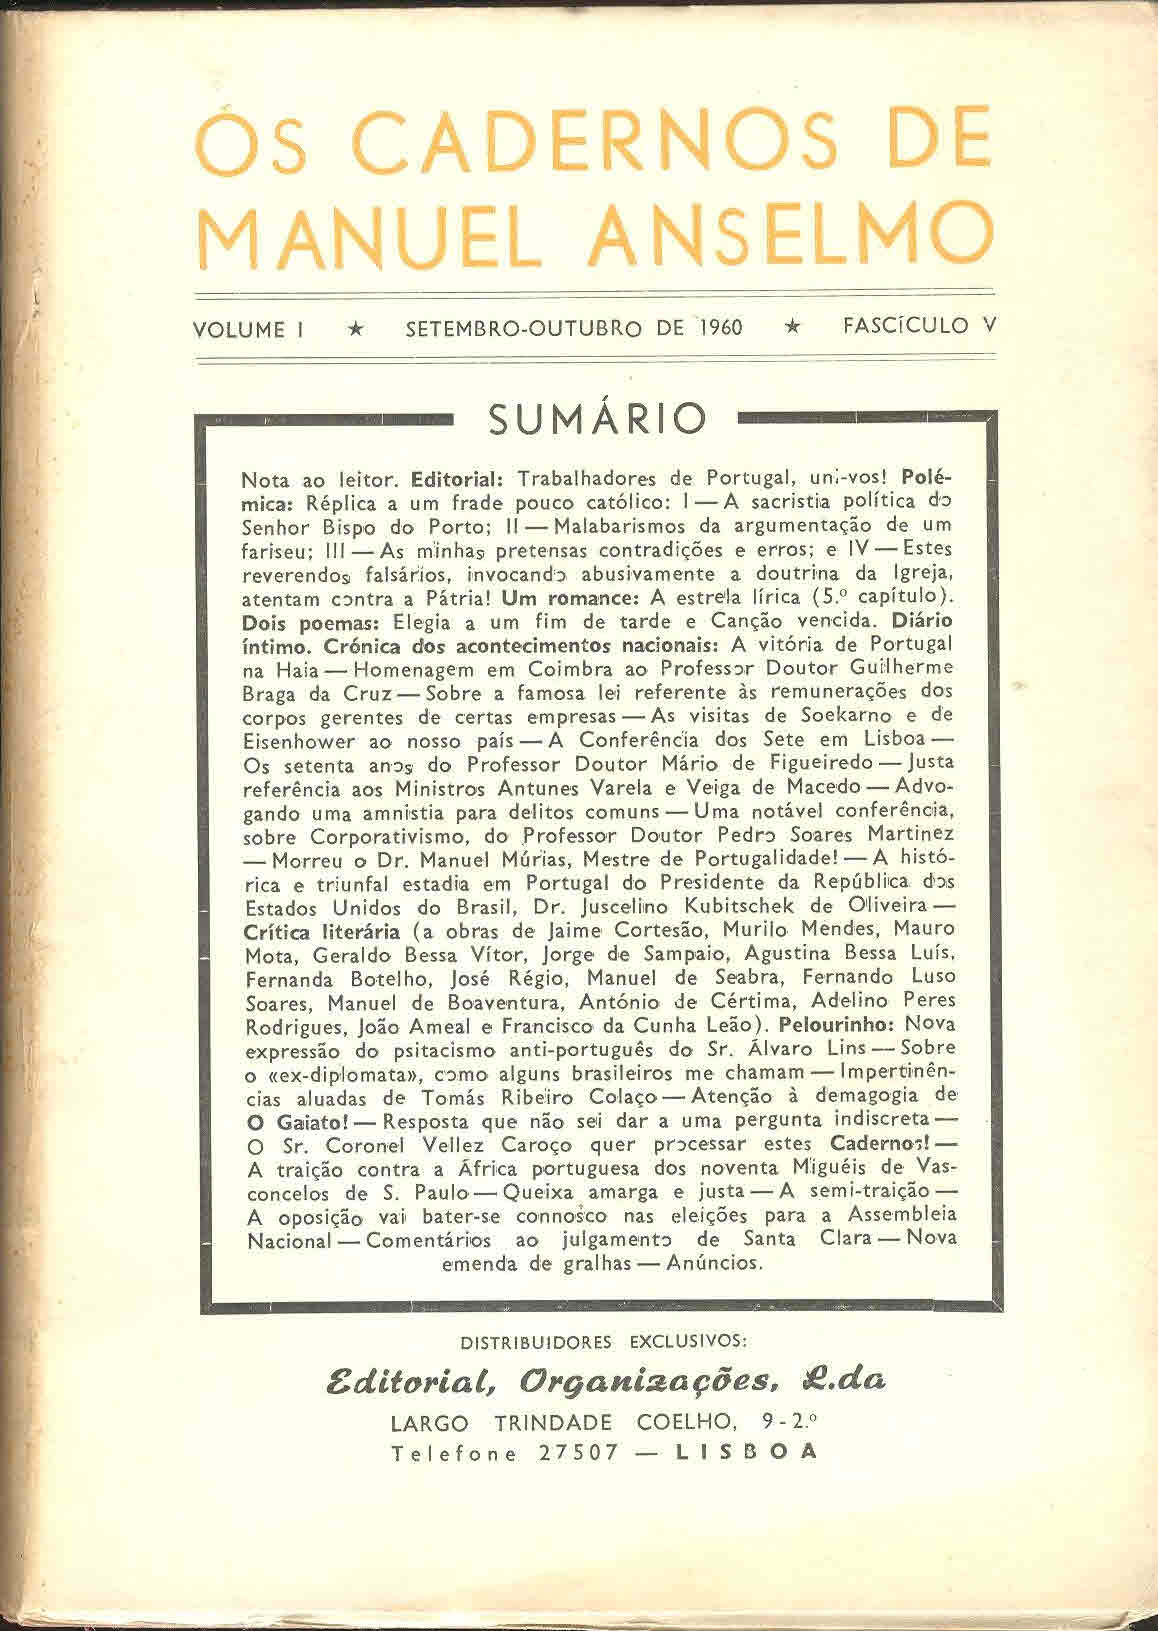 OS CADERNOS DE
MANUEL ANSELMO
VOLUME I ★ SETEMBRO-OUTUBRO DE 1960 ★ FASCÍCULO V
SUMÁRIO
Nota ao leitor. Editorial: Trabalhadores de Portugal, uni-vos! Polé-
mica: Réplica a um frade pouco católico: I — A sacristia política do
Senhor Bispo do Porto; II — Malabarismos da argumentação de um
fariseu; III — As minhas pretensas contradições e erros; e IV — Estes
reverendos falsários, invocando abusivamente a doutrina da Igreja,
atentam contra a Pátria! Um romance: A estrela lírica (5.º capítulo).
Dois poemas: Elegia a um fim de tarde e Canção vencida. Diário
íntimo. Crónica dos acontecimentos nacionais: A vitória de Portugal
na Haia — Homenagem em Coimbra ao Professor Doutor Guilherme
Braga da Cruz — Sobre a famosa lei referente às remunerações dos
corpos gerentes de certas empresas — As visitas de Soekarno e de
Eisenhower ao nosso país — A Conferência dos Sete em Lisboa —
Os setenta anos do Professor Doutor Mário de Figueiredo — Justa
referência aos Ministros Antunes Varela e Veiga de Macedo — Advo-
gando uma amnistia para delitos comuns — Uma notável conferência,
sobre Corporativismo, do Professor Doutor Pedro Soares Martinez
— Morreu o Dr. Manuel Múrias, Mestre de Portugalidade! — A histó-
rica e triunfal estadia em Portugal do Presidente da República dos
Estados Unidos do Brasil, Dr. Juscelino Kubitschek de Oliveira —
Crítica literária (a obras de Jaime Cortesão, Murilo Mendes, Mauro
Mota, Geraldo Bessa Vítor, Jorge de Sampaio, Agustina Bessa Luís,
Fernanda Botelho, José Régio, Manuel de Seabra, Fernando Luso
Soares, Manuel de Boaventura, António de Cértima, Adelino Peres
Rodrigues, João Ameal e Francisco da Cunha Leão). Pelourinho: Nova
expressão do psitacismo anti-português do Sr. Álvaro Lins — Sobre
o «ex-diplomata», como alguns brasileiros me chamam — Impertinên-
cias aluadas de Tomás Ribeiro Colaço — Atenção à demagogia de
O Gaiato! — Resposta que não sei dar a uma pergunta indiscreta —
O Sr. Coronel Vellez Caroço quer processar estes Cadernos! —
A traição contra a África portuguesa dos noventa Miguéis de Vas-
concelos de S. Paulo — Queixa amarga e justa — A semi-traição —
A oposição vai bater-se connosco nas eleições para a Assembleia
Nacional — Comentários ao julgamento de Santa Clara — Nova
emenda de gralhas — Anúncios.
DISTRIBUIDORES EXCLUSIVOS:
Editorial, Organizações, L.da
LARGO TRINDADE COELHO, 9-2.º
Telefone 27507 — LISBOA